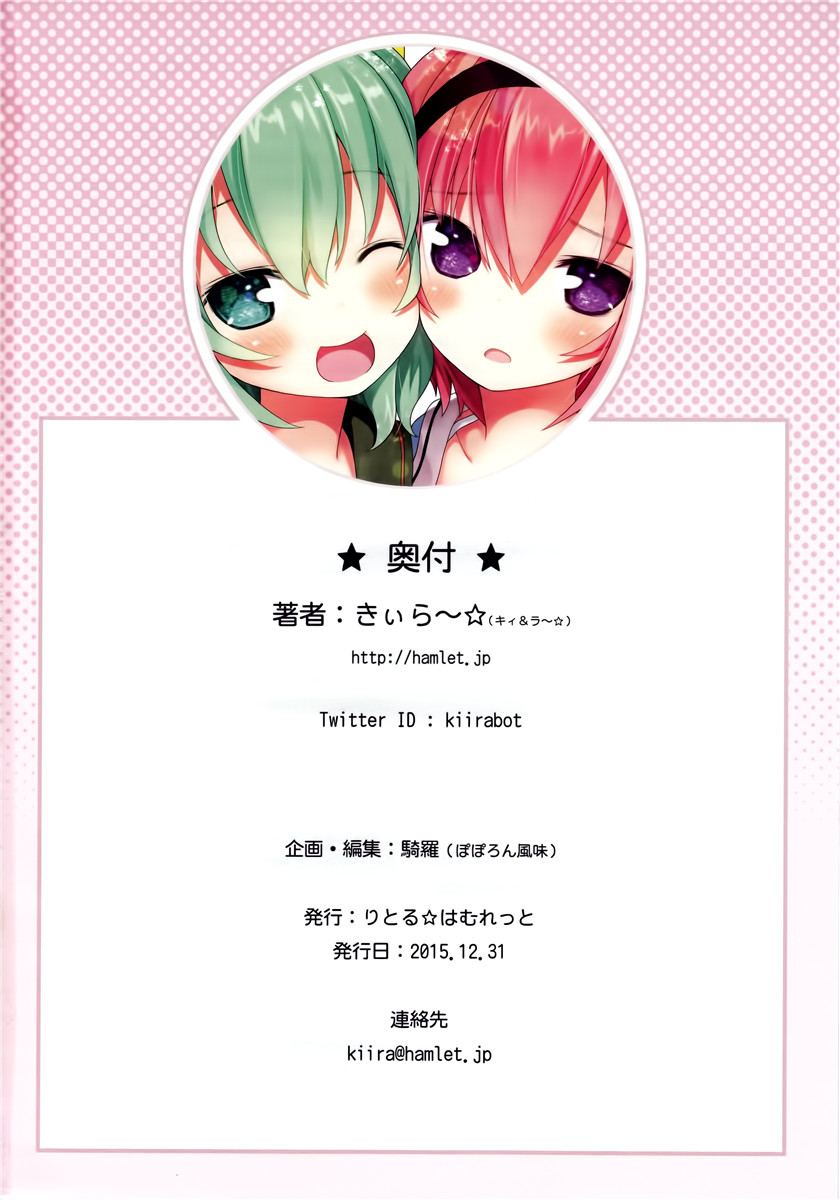 ★ 奥付 ★
著者：きぃら～☆（キィ＆ラ～☆）
http://hamlet.jp
Twitter ID : kiirabot
企画・編集：騎羅（ぽぽろん風味）
発行：りとる☆はむれっと
発行日：2015.12.31
連絡先
kiira@hamlet.jp